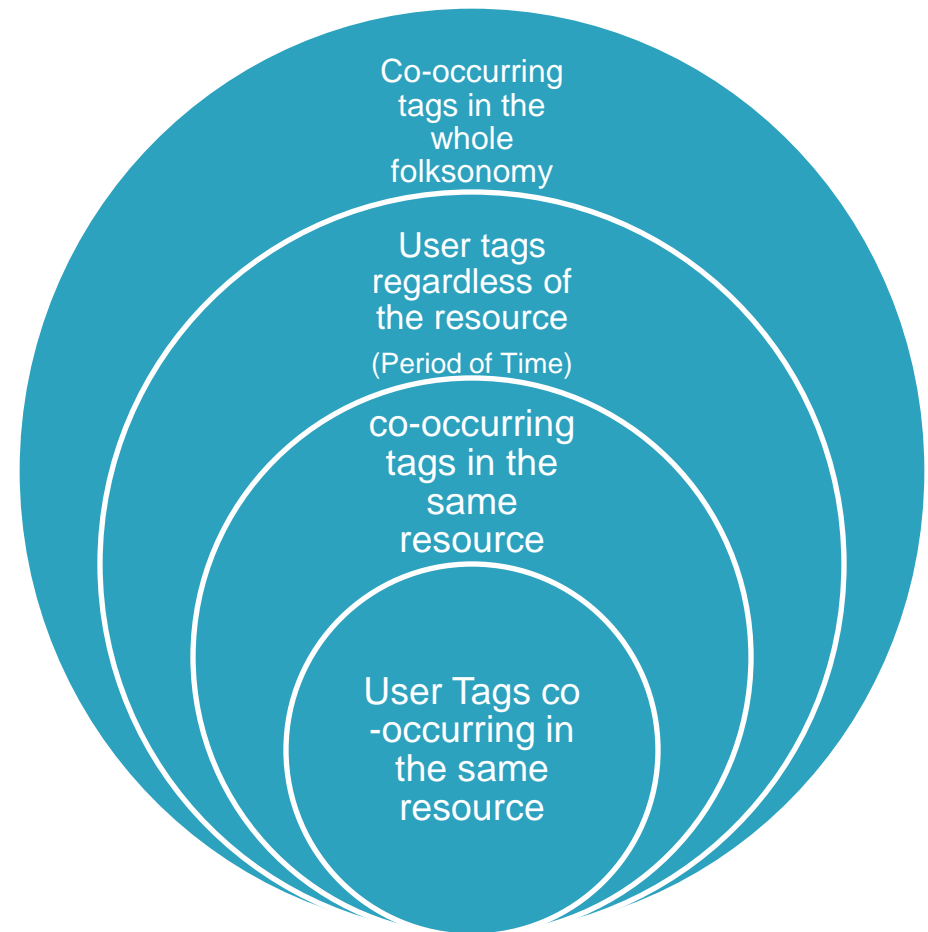 Co-occurring
tags in the
whole
folksonomy
User tags
regardless of
the resource
(Period of Time)
co-occurring
tags in the
same
resource
User Tags co
-occurring in
the same
resource